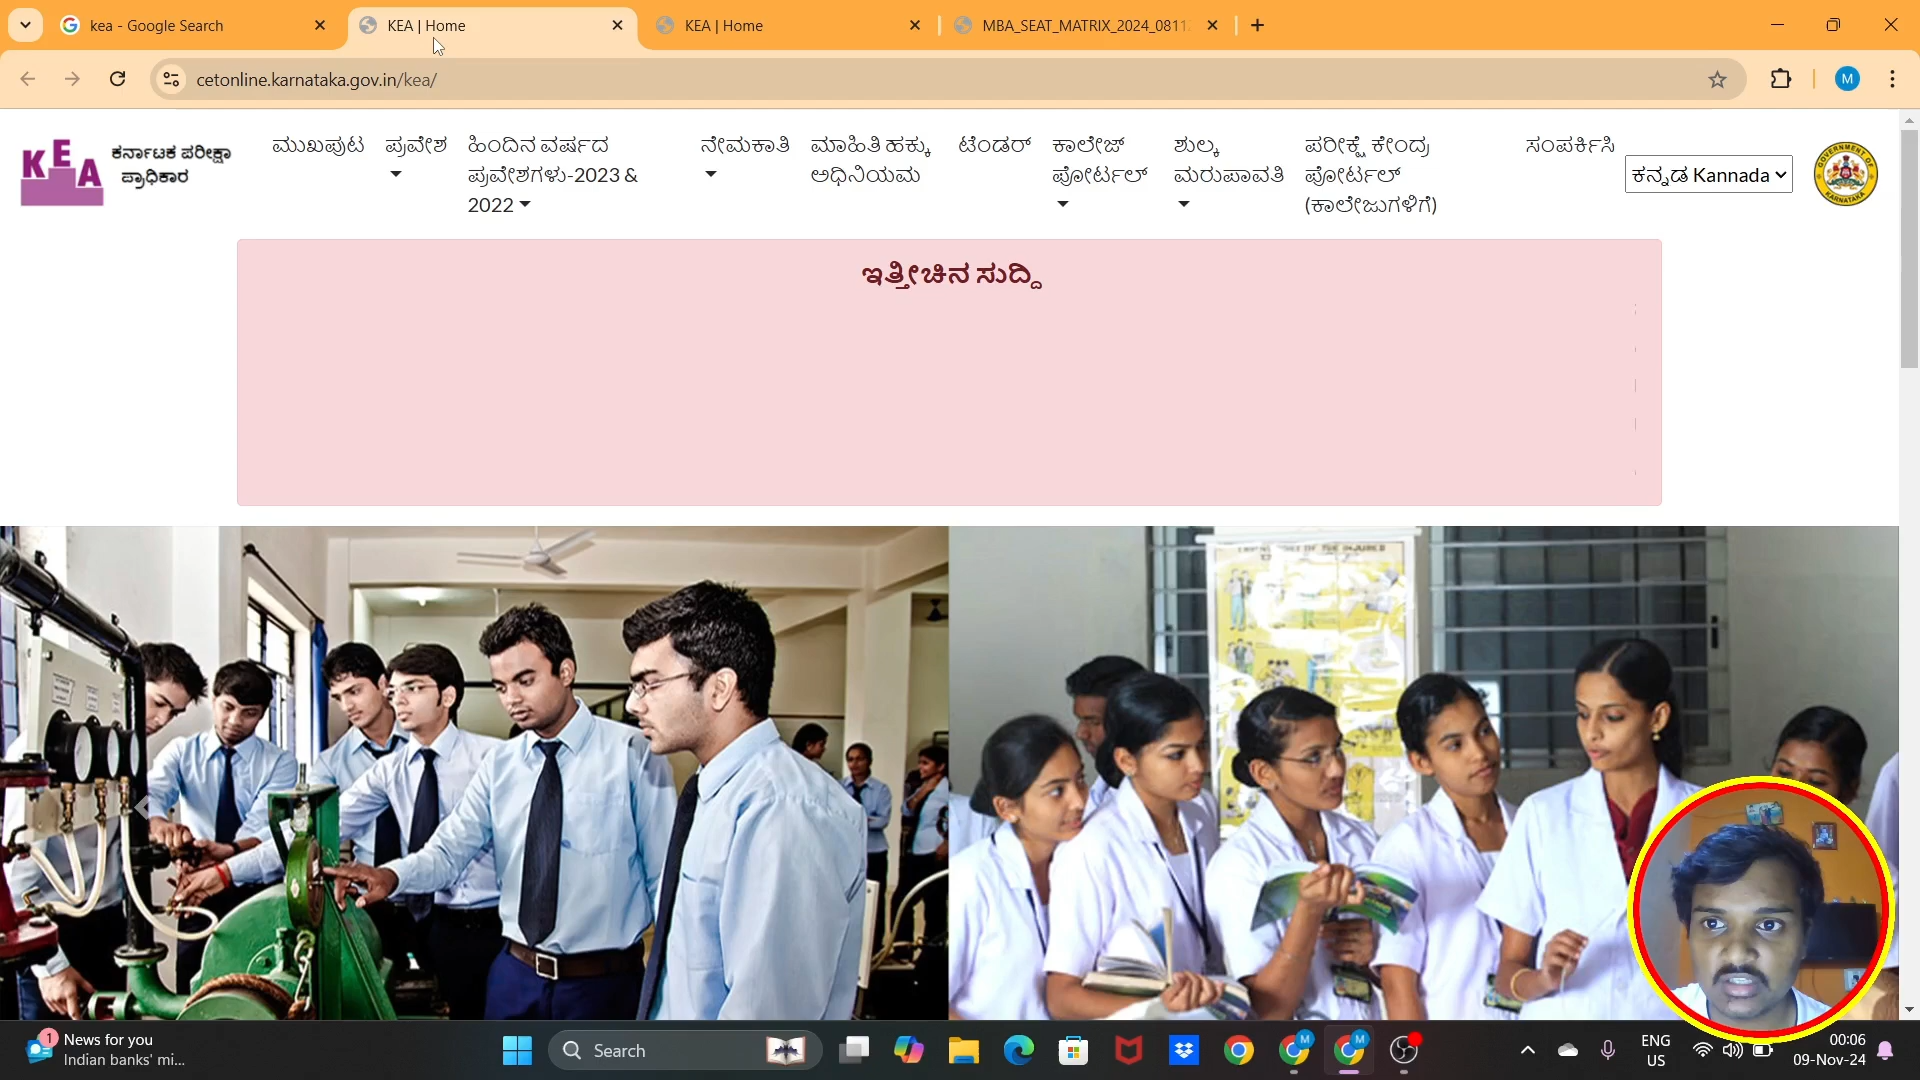 kea - Google Search
KEA | Home
KEA | Home
MBA_SEAT_MATRIX_2024_0811
cetonline.karnataka.gov.in/kea/
M
KEA
ಕರ್ನಾಟಕ ಪರೀಕ್ಷಾ
ಪ್ರಾಧಿಕಾರ
ಮುಖಪುಟ
ಪ್ರವೇಶ
ಹಿಂದಿನ ವರ್ಷದ
ಪ್ರವೇಶಗಳು-2023 &
2022
ನೇಮಕಾತಿ
ಮಾಹಿತಿ ಹಕ್ಕು
ಅಧಿನಿಯಮ
ಟೆಂಡರ್
ಕಾಲೇಜ್
ಪೋರ್ಟಲ್
ಶುಲ್ಕ
ಮರುಪಾವತಿ
ಪರೀಕ್ಷೆ ಕೇಂದ್ರ
ಪೋರ್ಟಲ್
(ಕಾಲೇಜುಗಳಿಗೆ)
ಸಂಪರ್ಕಿಸಿ
ಕನ್ನಡ Kannada
ಇತ್ತೀಚಿನ ಸುದ್ದಿ
1
News for you
Indian banks' mi...
Search
M
M
ENG
US
00:06
09-Nov-24